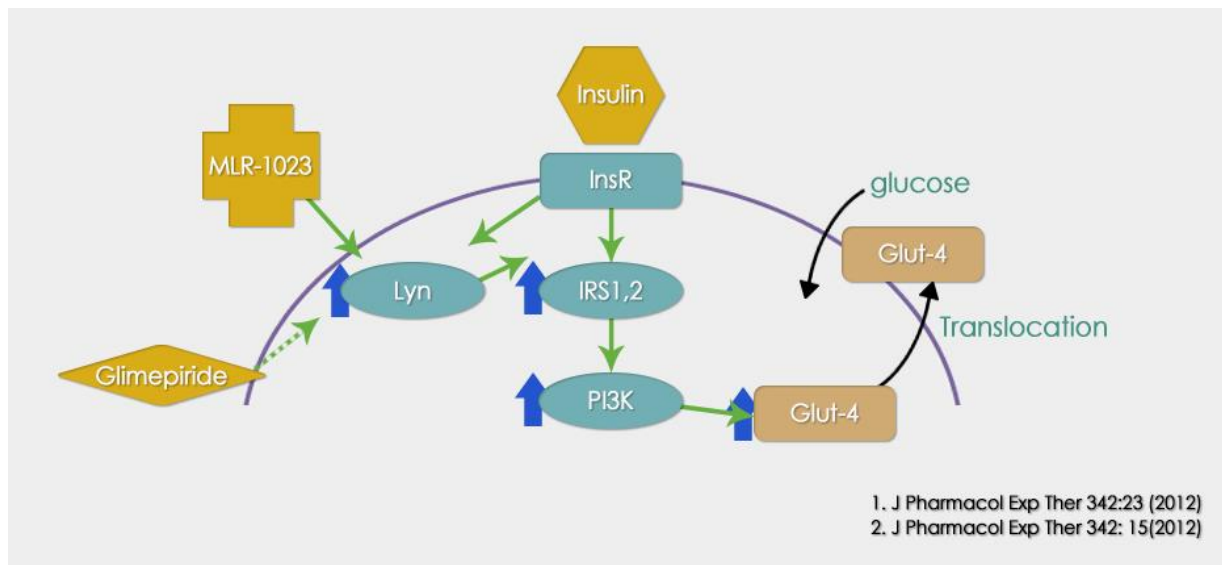 Insulin
MLR-1023
InsR
glucose
Glut-4
Lyn
IRS1,2
Translocation
Glimepiride
PI3K
Glut-4
1. J Pharmacol Exp Ther 342:23 (2012)
2. J Pharmacol Exp Ther 342: 15(2012)